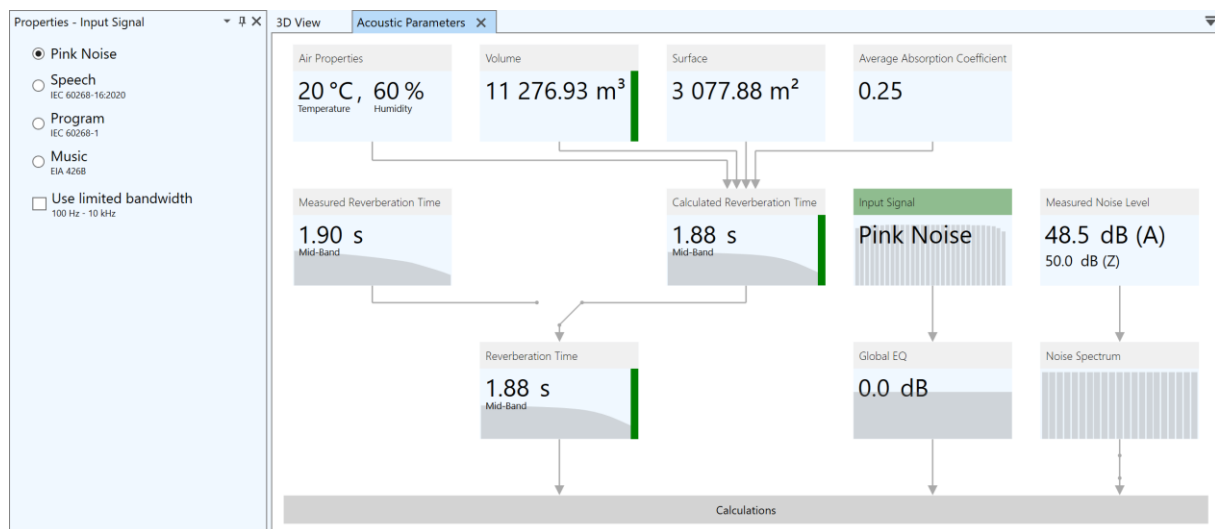 Properties - Input Signal
Pink Noise
Speech
IEC 60268-16:2020
Program
IEC 60268-1
Music
EIA 426B
Use limited bandwidth
100 Hz - 10 kHz
3D View
Acoustic Parameters
Air Properties
20 °C, 60 %
Temperature Humidity
Volume
11 276.93 m³
Surface
3 077.88 m²
Average Absorption Coefficient
0.25
Measured Reverberation Time
1.90 s
Mid-Band
Calculated Reverberation Time
1.88 s
Mid-Band
Input Signal
Pink Noise
Measured Noise Level
48.5 dB (A)
50.0 dB (Z)
Reverberation Time
1.88 s
Mid-Band
Global EQ
0.0 dB
Noise Spectrum
Calculations